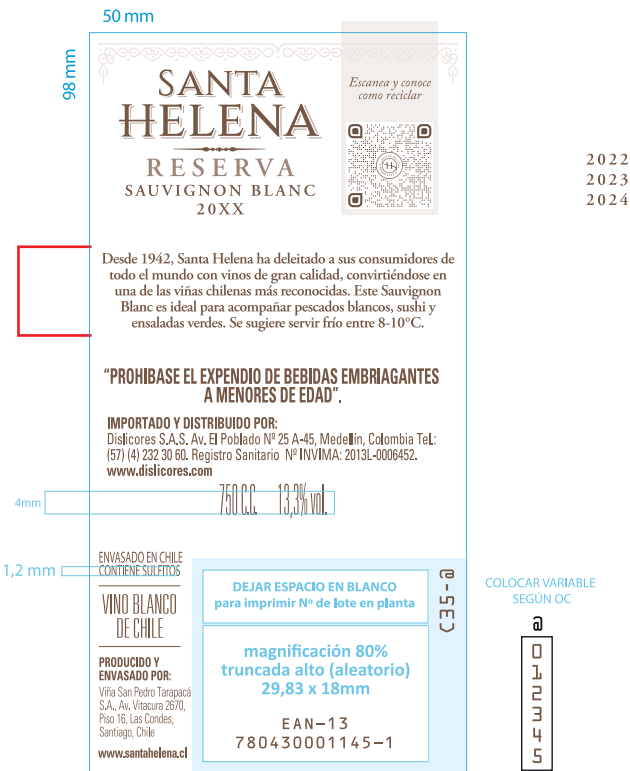 50 mm
98 mm
SANTA
HELENA
RESERVA
SAUVIGNON BLANC
20XX
Escanea y conoce
como reciclar
2022
2023
2024
Desde 1942, Santa Helena ha deleitado a sus consumidores de
todo el mundo con vinos de gran calidad, convirtiéndose en
una de las viñas chilenas más reconocidas. Este Sauvignon
Blanc es ideal para acompañar pescados blancos, sushi y
ensaladas verdes. Se sugiere servir frío entre 8-10°C.
“PROHIBASE EL EXPENDIO DE BEBIDAS EMBRIAGANTES
A MENORES DE EDAD”.
IMPORTADO Y DISTRIBUIDO POR:
Dislicores S.A.S. Av. El Poblado Nº 25 A-45, Medellín, Colombia Tel.:
(57) (4) 232 30 60. Registro Sanitario Nº INVIMA: 2013L-0006452.
www.dislicores.com
4mm
750 C.C. 13,3% vol.
ENVASADO EN CHILE
1,2 mm
CONTIENE SULFITOS
VINO BLANCO
DE CHILE
PRODUCIDO Y
ENVASADO POR:
Viña San Pedro Tarapacá
S.A., Av. Vitacura 2670,
Piso 16, Las Condes,
Santiago, Chile
www.santahelena.cl
DEJAR ESPACIO EN BLANCO
para imprimir Nº de lote en planta
magnificación 80%
truncada alto (aleatorio)
29,83 x 18mm
EAN-13
780430001145-1
C35-@
COLOCAR VARIABLE
SEGÚN OC
@
0
1
2
3
4
5